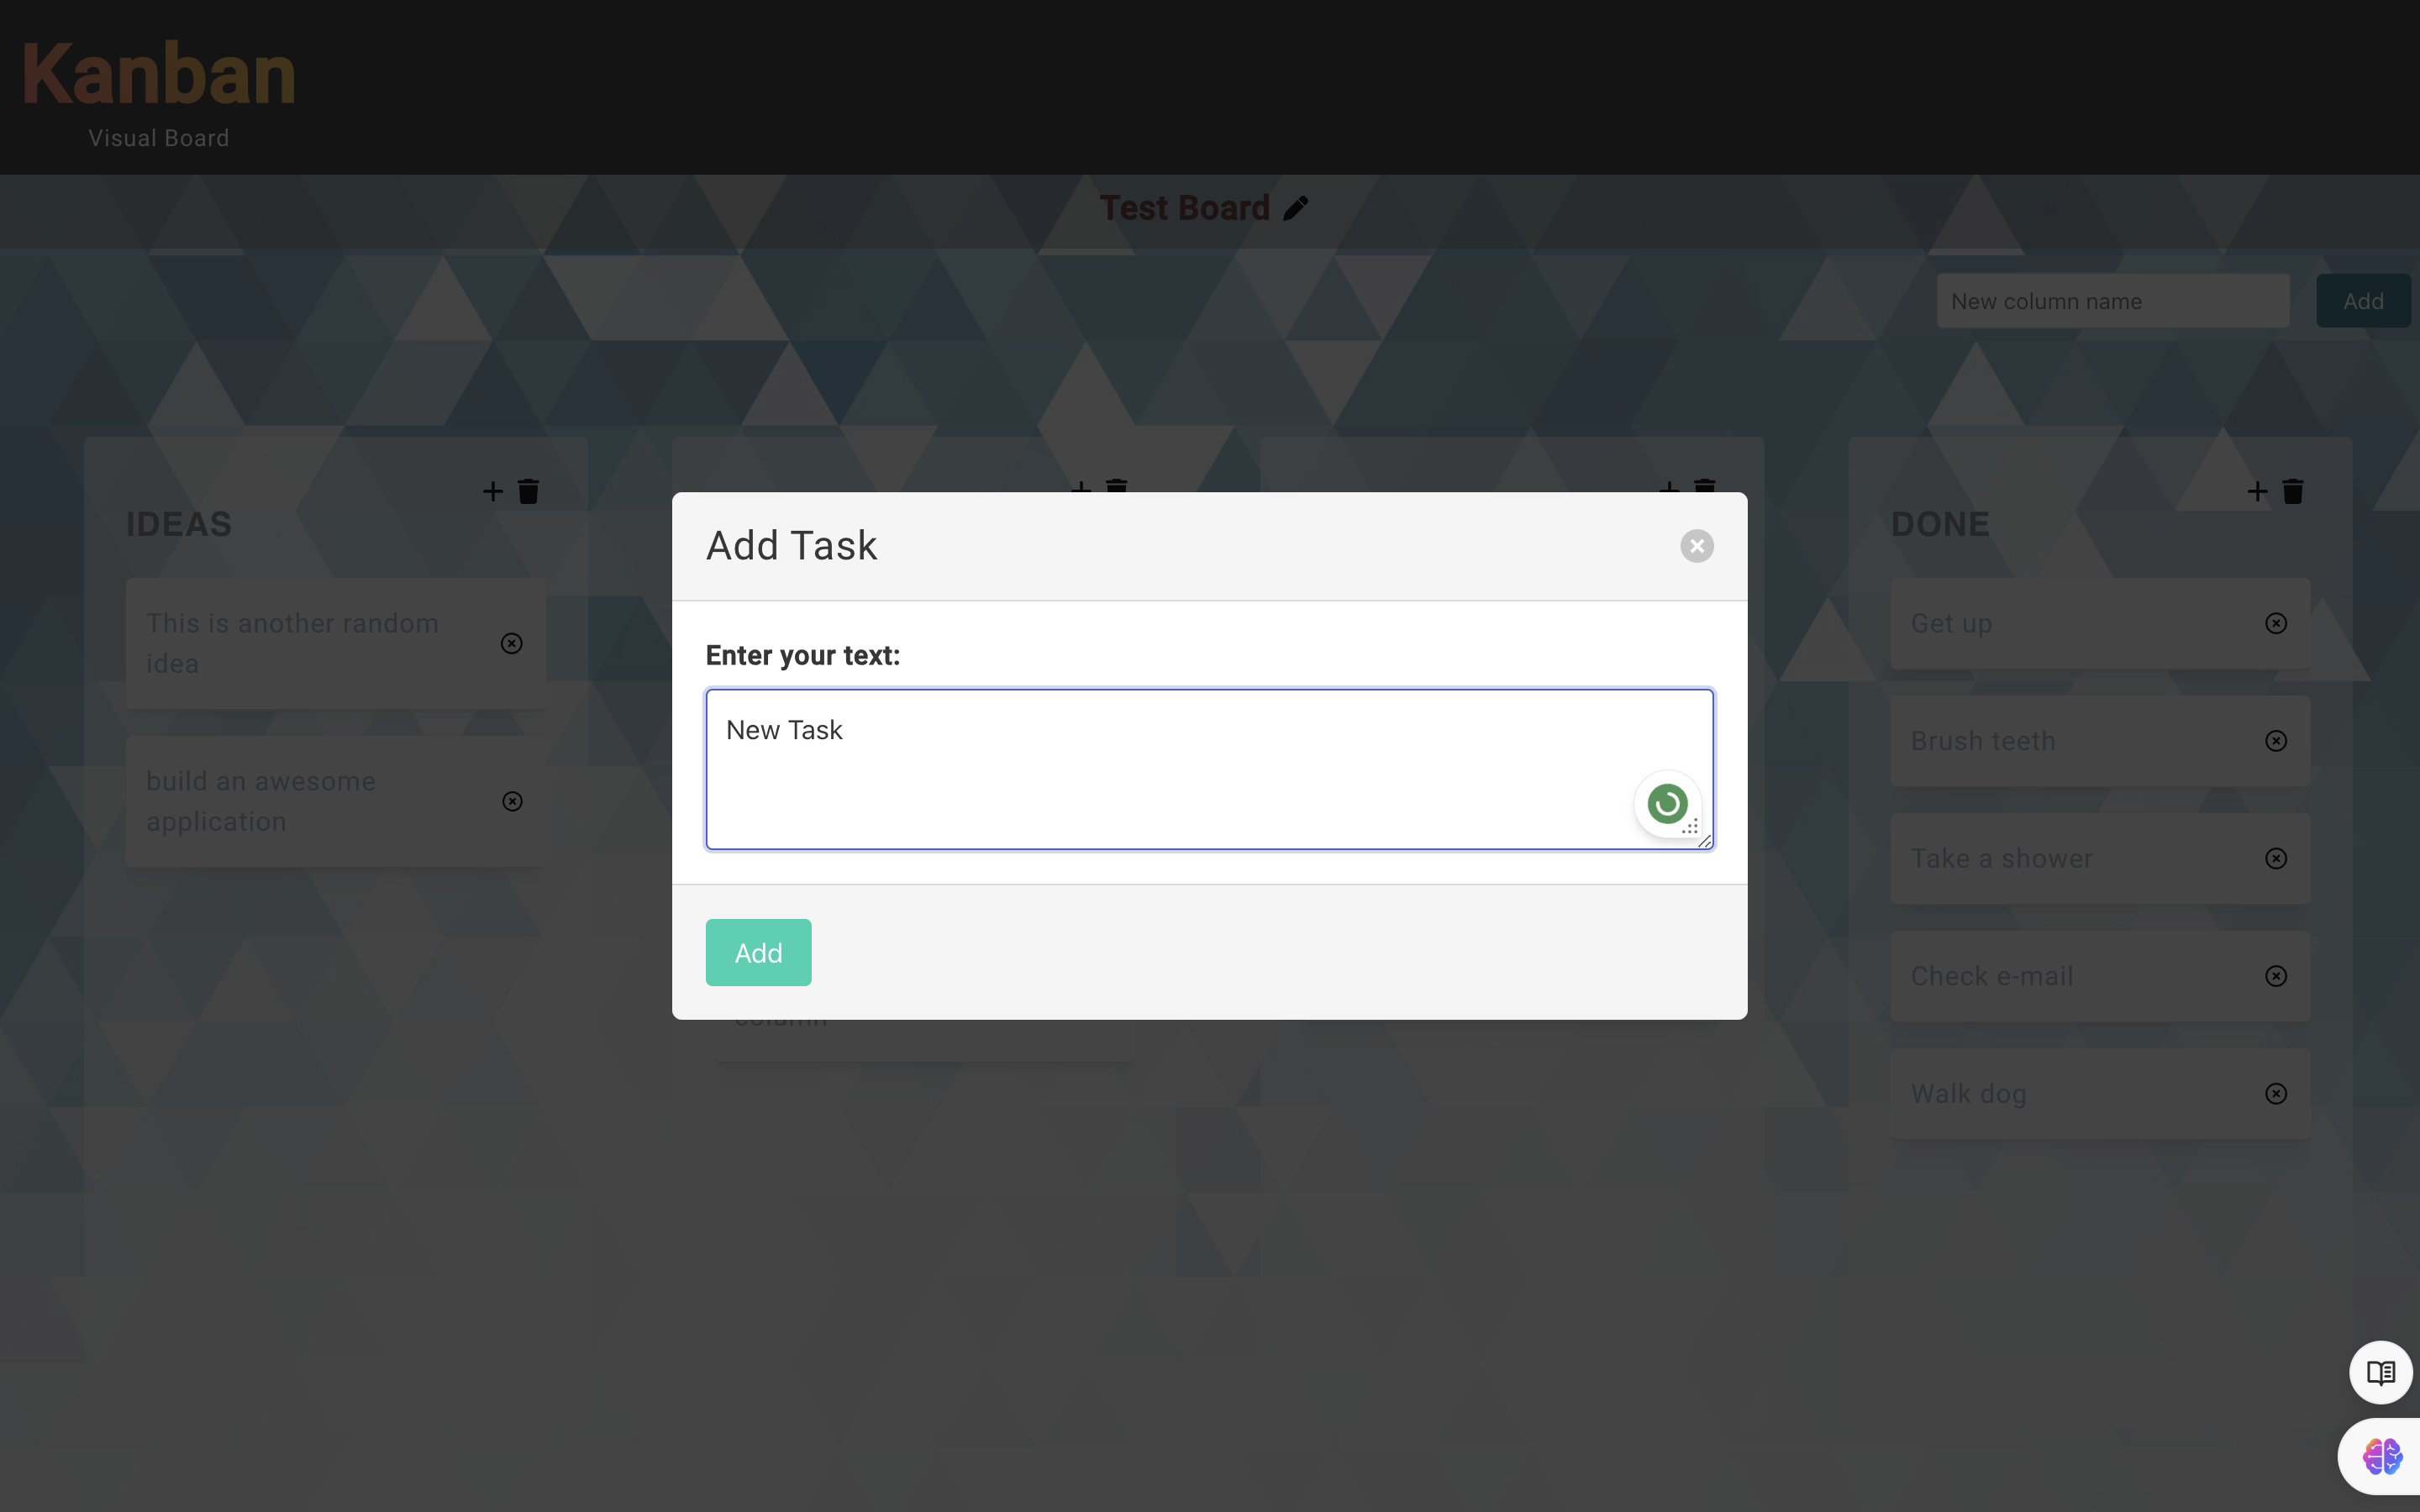 Kanban
Visual Board
Test Board
New column name
Add
IDEAS
This is another random
idea
build an awesome
application
Add Task
Enter your text:
New Task
Add
column
DONE
Get up
Brush teeth
Take a shower
Check e-mail
Walk dog